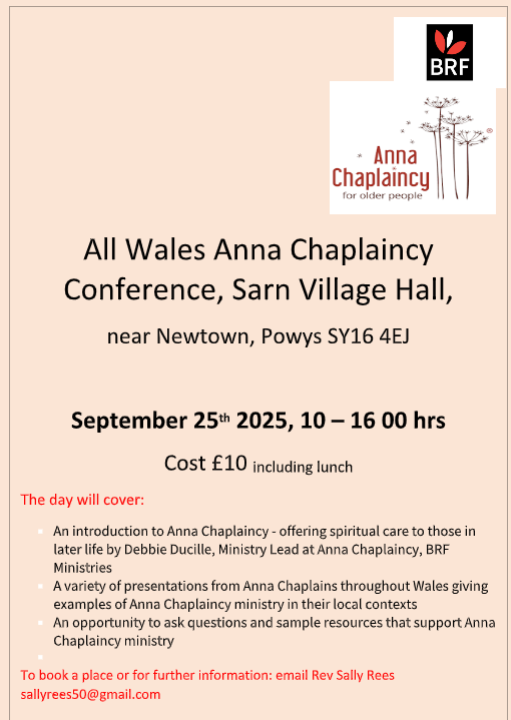 BRF
Anna
Chaplaincy
for older people
All Wales Anna Chaplaincy
Conference, Sarn Village Hall,
near Newtown, Powys SY16 4EJ
September 25th 2025, 10 – 16 00 hrs
Cost £10 including lunch
The day will cover:
An introduction to Anna Chaplaincy - offering spiritual care to those in
later life by Debbie Ducille, Ministry Lead at Anna Chaplaincy, BRF
Ministries
A variety of presentations from Anna Chaplains throughout Wales giving
examples of Anna Chaplaincy ministry in their local contexts
An opportunity to ask questions and sample resources that support Anna
Chaplaincy ministry
To book a place or for further information: email Rev Sally Rees
sallyrees50@gmail.com